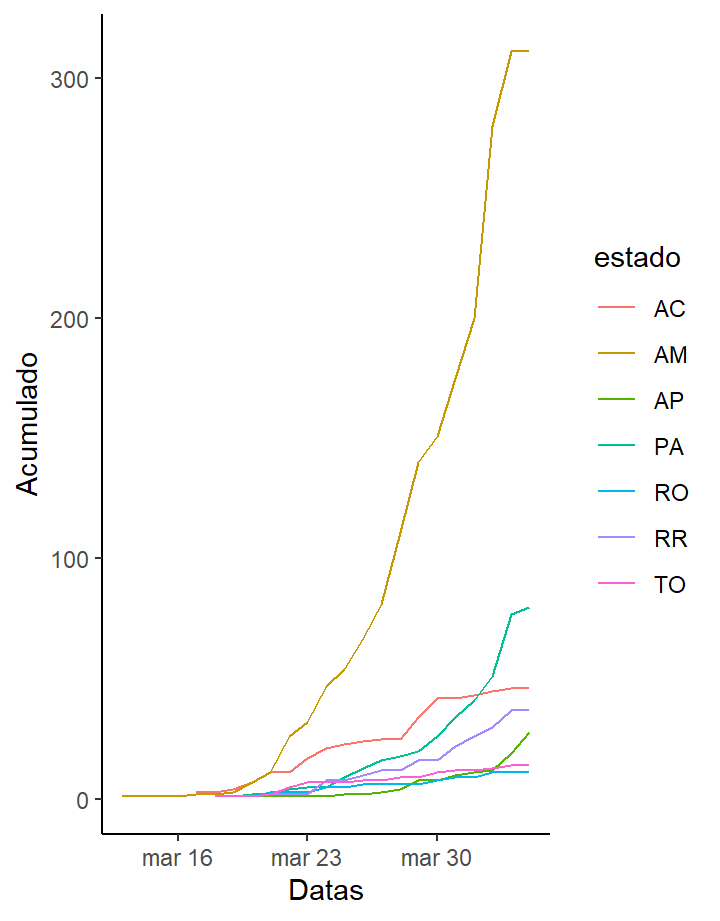 Acumulado
300
200
100
0
mar 16
mar 23
mar 30
Datas
estado
AC
AM
AP
PA
RO
RR
TO